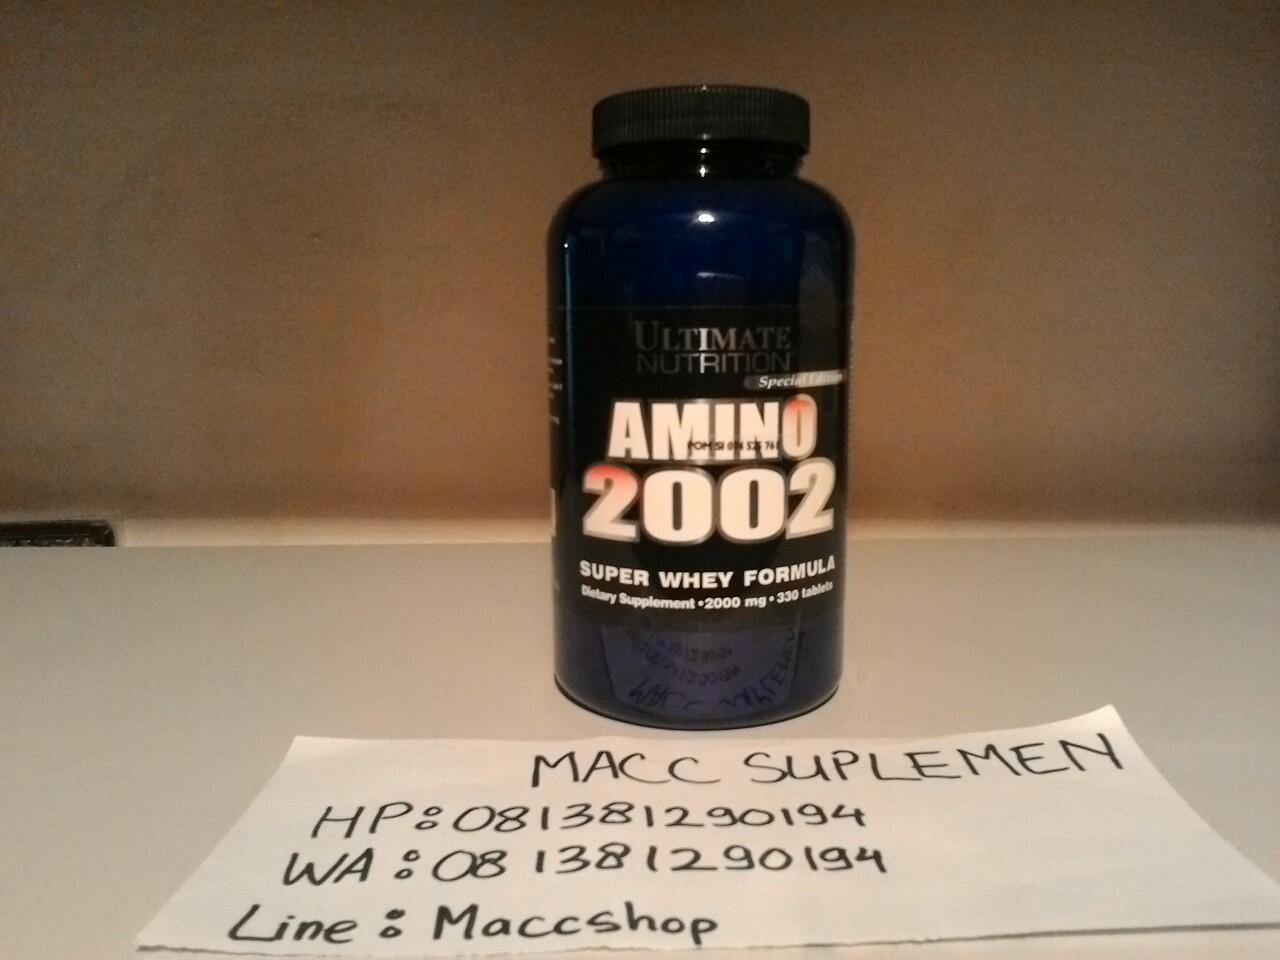 ULTIMATE
NUTRITION
Special Edition
AMINO
2002
SUPER WHEY FORMULA
Dietary Supplement • 2000 mg • 330 tablets
MACC SUPLEMEN
HP: 081381290194
WA: 081381290194
Line: Maccshop